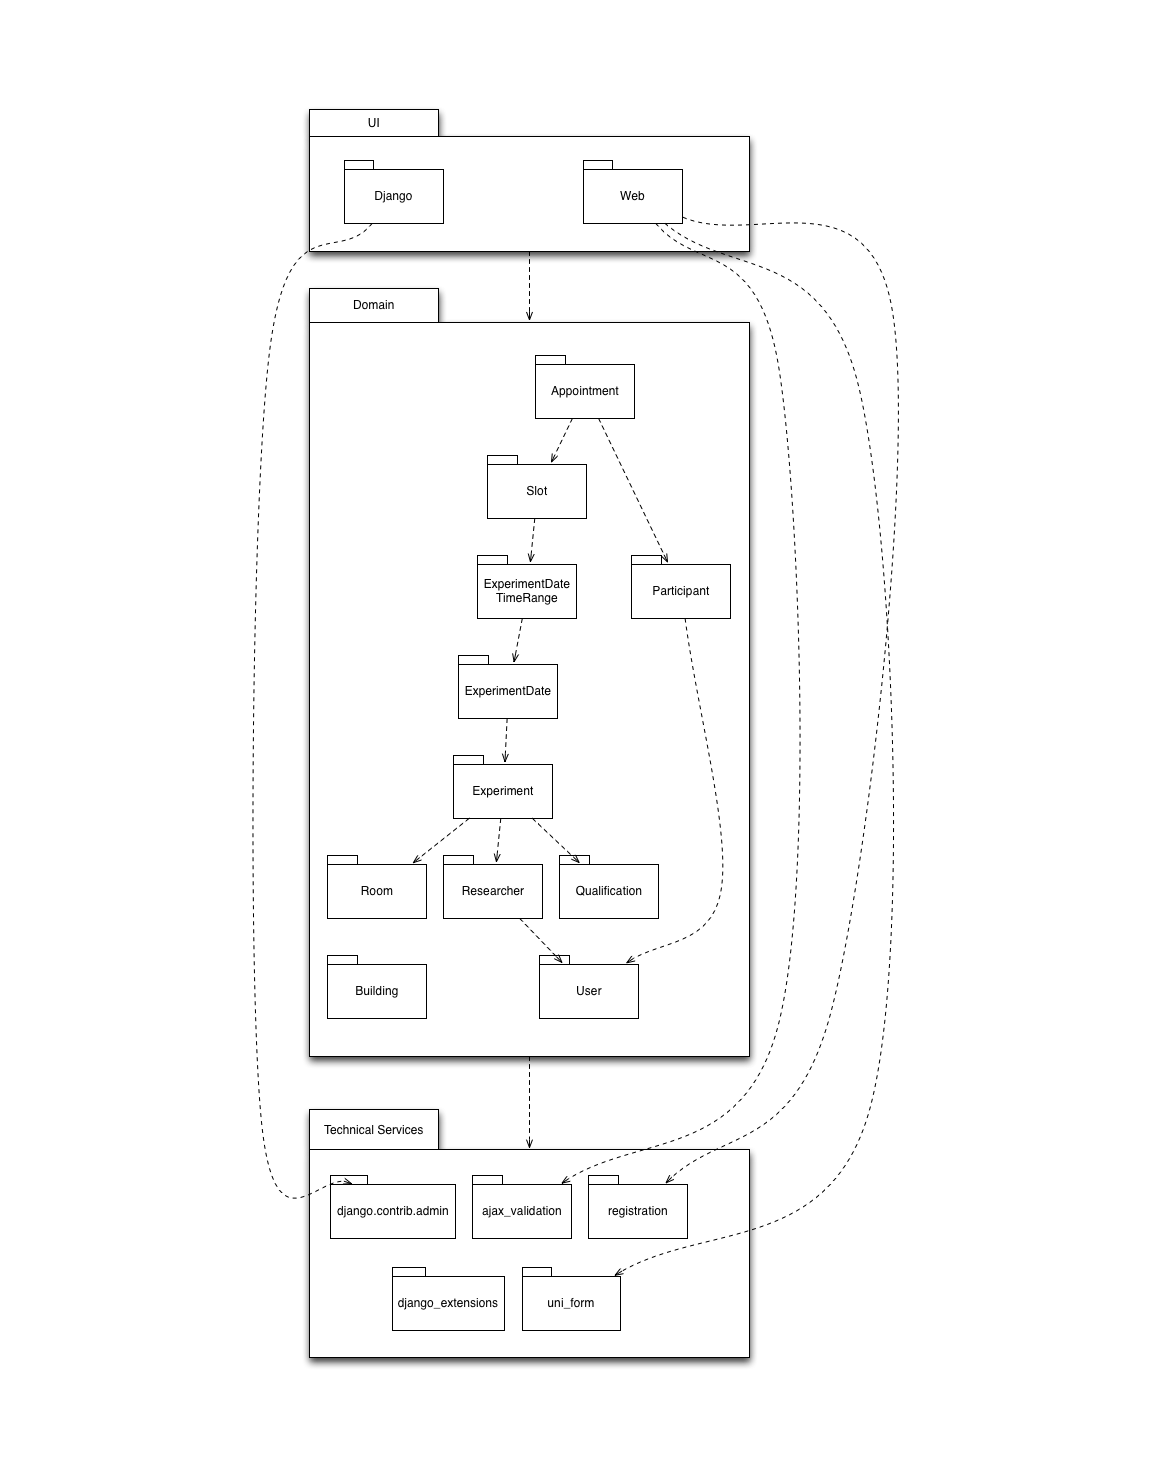 UI
Django
Web
Domain
Appointment
Slot
ExperimentDate
TimeRange
Participant
ExperimentDate
Experiment
Room
Researcher
Qualification
Building
User
Technical Services
django.contrib.admin
ajax_validation
registration
django_extensions
uni_form